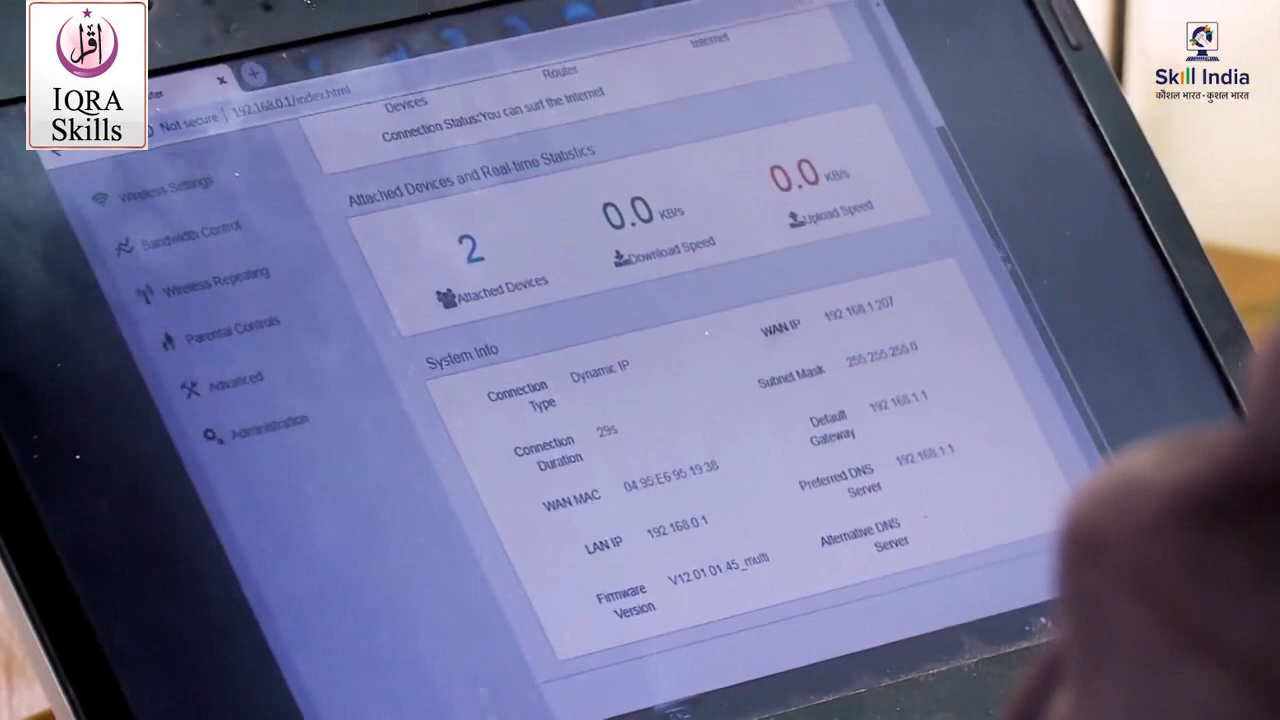 اقرأ
IQRA
Skills
Skill India
कौशल भारत - कुशल भारत
Not secure | 192.168.0.1/index.html
Internet
Router
Devices
Connection Status:You can surf the Internet
Wireless Settings
Bandwidth Control
Wireless Repeating
Parental Controls
Advanced
Administration
Attached Devices and Real-time Statistics
2
Attached Devices
0.0 KB/s
Download Speed
0.0 KB/s
Upload Speed
System Info
Connection Type Dynamic IP
Connection Duration 29s
WAN MAC 04:95:E6:95:19:38
LAN IP 192.168.0.1
Firmware Version V12.01.01.45_multi
WAN IP 192.168.1.207
Subnet Mask 255.255.255.0
Default Gateway 192.168.1.1
Preferred DNS Server 192.168.1.1
Alternative DNS Server